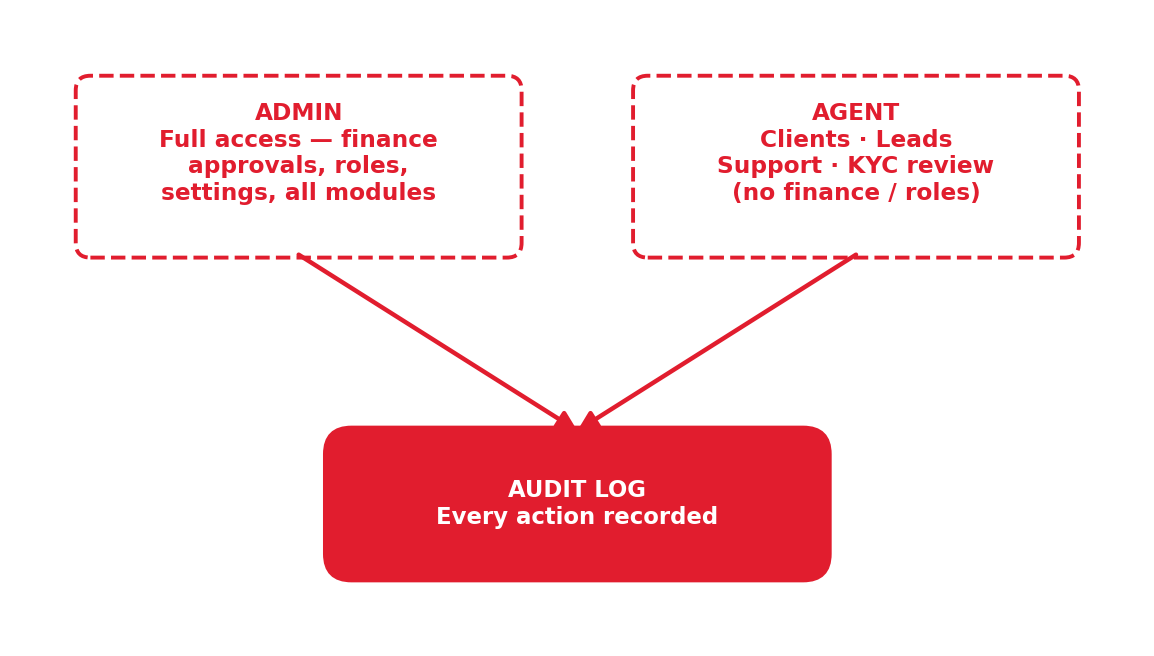 ADMIN
Full access — finance
approvals, roles,
settings, all modules
AGENT
Clients · Leads
Support · KYC review
(no finance / roles)
AUDIT LOG
Every action recorded